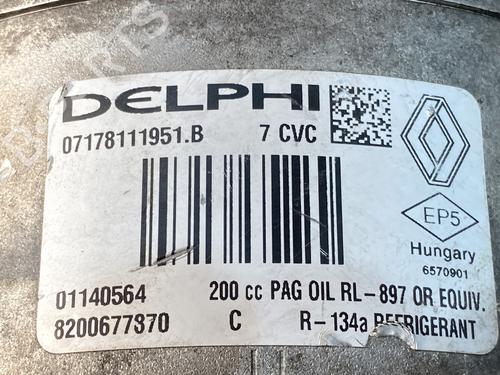 DELPHI
07178111951.B 7 CVC
EP5
Hungary
6570901
01140564 200 cc PAG OIL RL-897 OR EQUIV.
8200677370 C R-134a REFRIGERANT